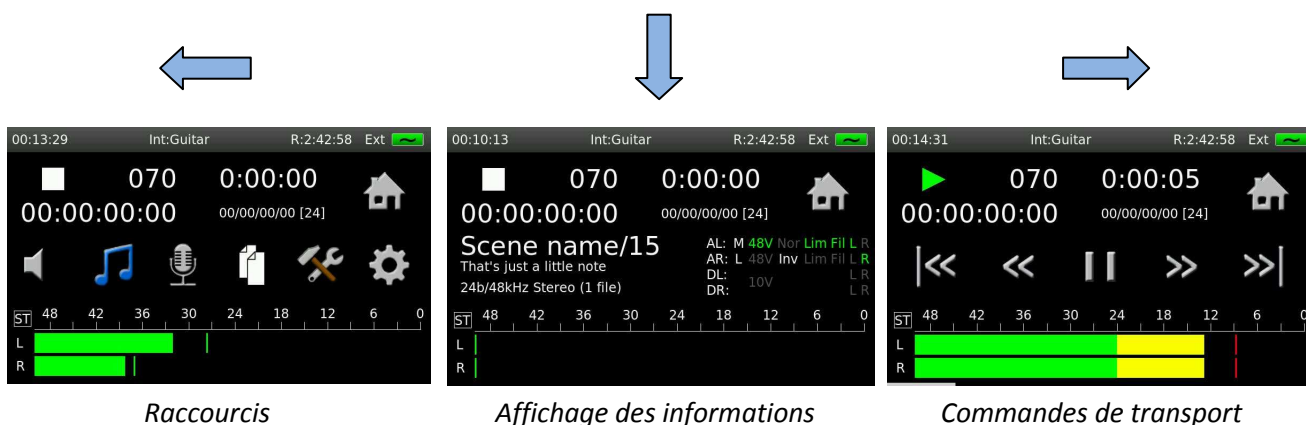 00:13:29 Int:Guitar R:2:42:58 Ext
070 0:00:00
00:00:00:00 00/00/00/00 [24]
ST 48 42 36 30 24 18 12 6 0
L
R
Raccourcis
00:10:13 Int:Guitar R:2:42:58 Ext
070 0:00:00
00:00:00:00 00/00/00/00 [24]
Scene name/15
That's just a little note
24b/48kHz Stereo (1 file)
AL: M 48V Nor Lim Fil L R
AR: L 48V Inv Lim Fil L R
DL: 10V L R
DR: L R
ST 48 42 36 30 24 18 12 6 0
L
R
Affichage des informations
00:14:31 Int:Guitar R:2:42:58 Ext
070 0:00:05
00:00:00:00 00/00/00/00 [24]
ST 48 42 36 30 24 18 12 6 0
L
R
Commandes de transport